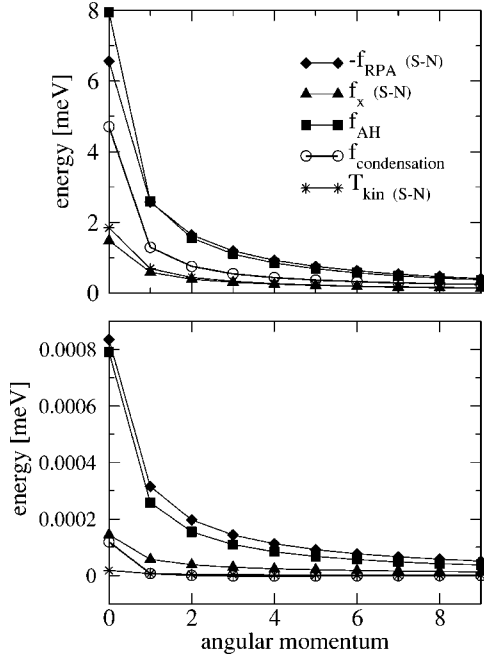 8
6
4
2
0
energy [meV]
-f_RPA (S-N)
f_x (S-N)
f_AH
f_condensation
T_kin (S-N)
0.0008
0.0006
0.0004
0.0002
0
energy [meV]
0 2 4 6 8
angular momentum